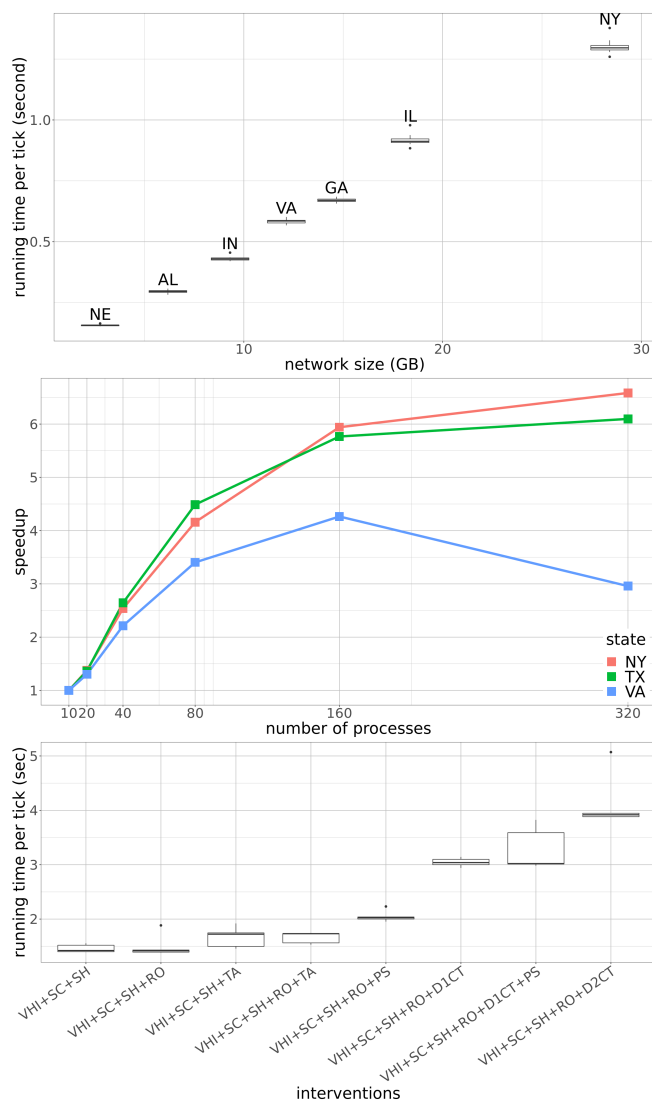 NY
running time per tick (second)
1.0
IL
GA
VA
0.5
IN
AL
NE
10 20 30
network size (GB)
6
5
speedup
4
3
2
state
NY
TX
VA
1
10 20 40 80 160 320
number of processes
5
running time per tick (sec)
4
3
2
VHI+SC+SH
VHI+SC+SH+RO
VHI+SC+SH+TA
VHI+SC+SH+RO+TA
VHI+SC+SH+RO+PS
VHI+SC+SH+RO+D1CT
VHI+SC+SH+RO+D1CT+PS
VHI+SC+SH+RO+D2CT
interventions